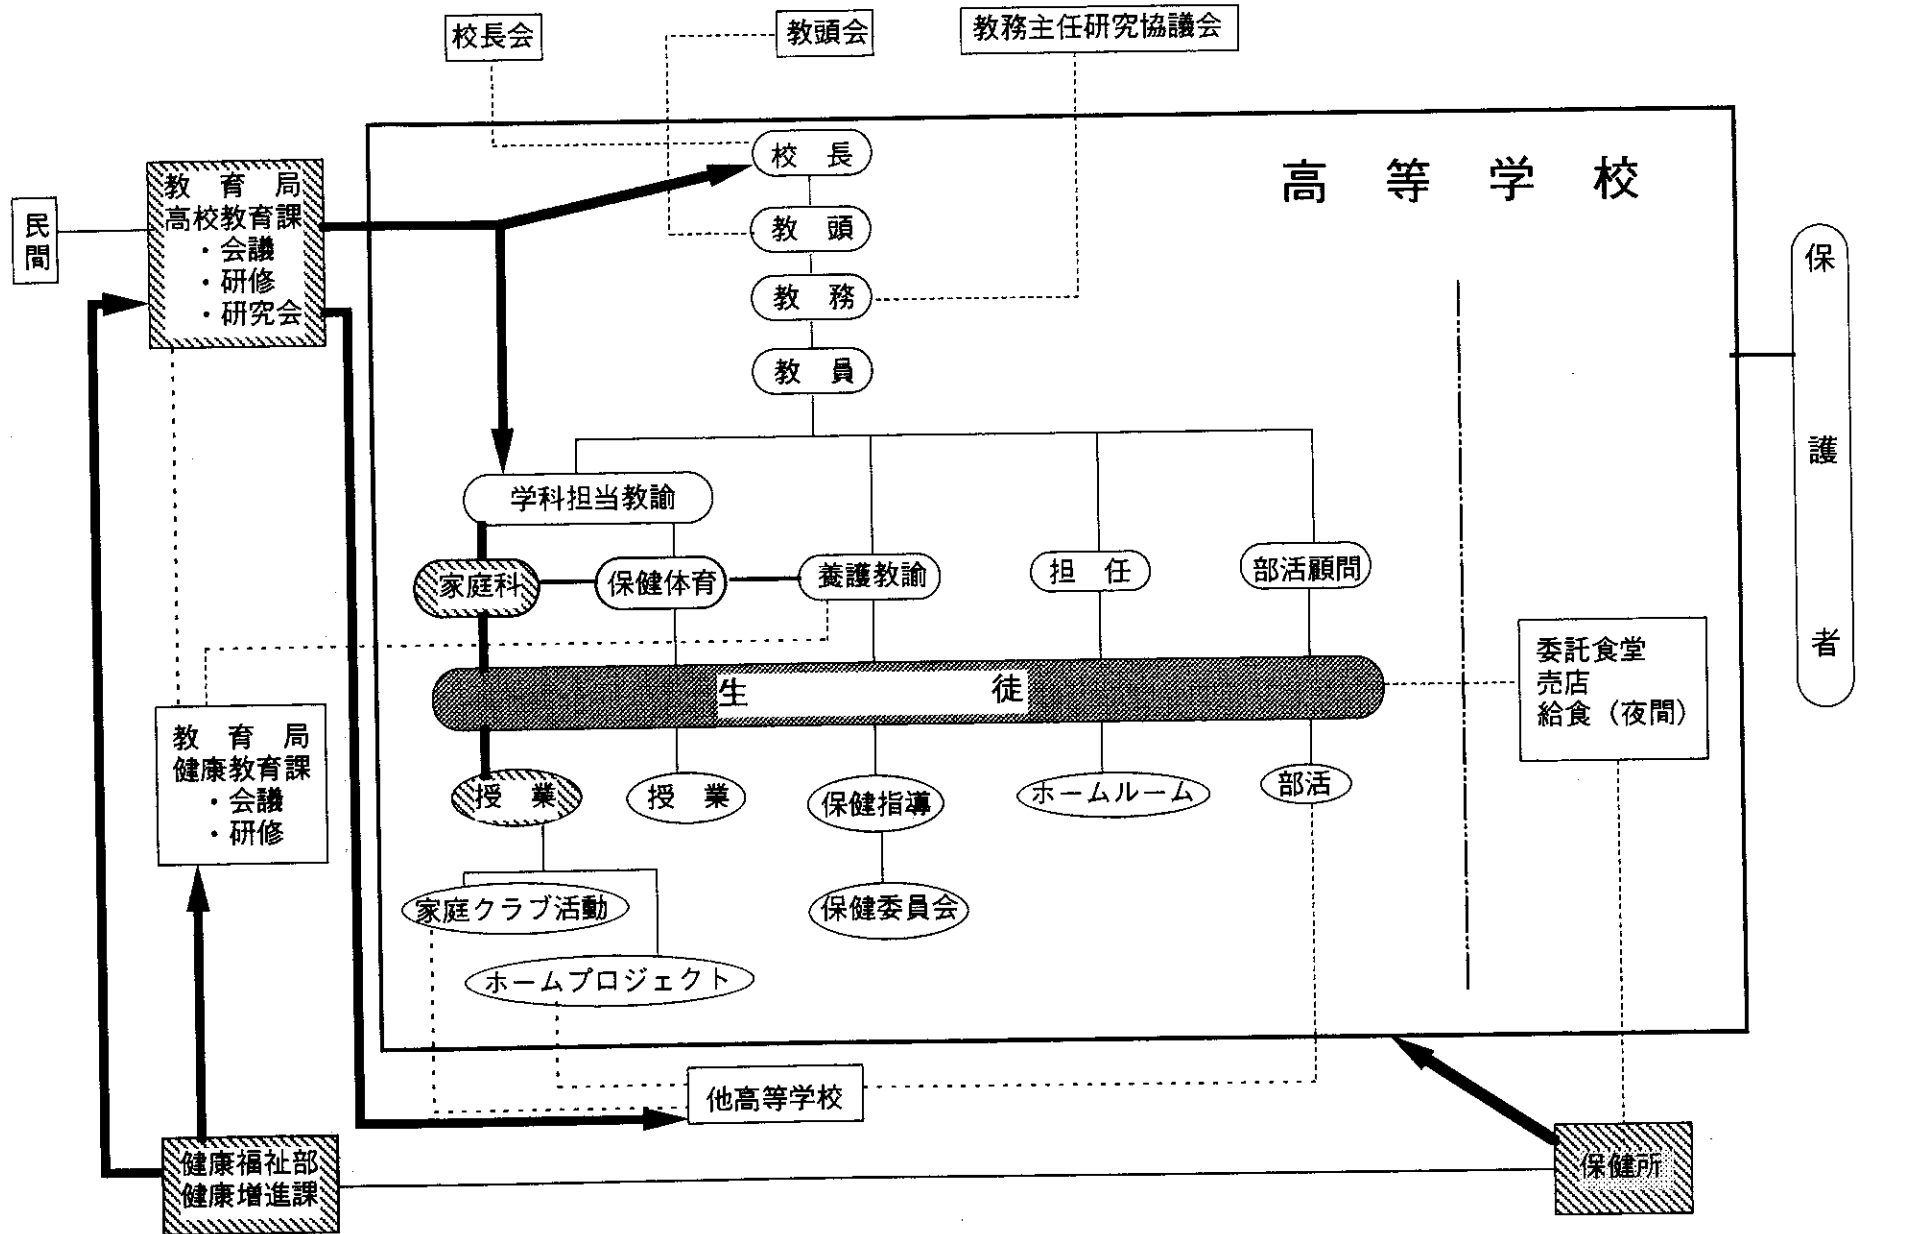 校長会
教頭会
教務主任研究協議会
高等学校
校長
教頭
教務
教員
民間
教育局
高校教育課
・会議
・研修
・研究会
保護者
学科担当教諭
家庭科
保健体育
養護教諭
担任
部活顧問
生徒
委託食堂
売店
給食（夜間）
教育局
健康教育課
・会議
・研修
授業
授業
保健指導
ホームルーム
部活
家庭クラブ活動
保健委員会
ホームプロジェクト
他高等学校
健康福祉部
健康増進課
保健所